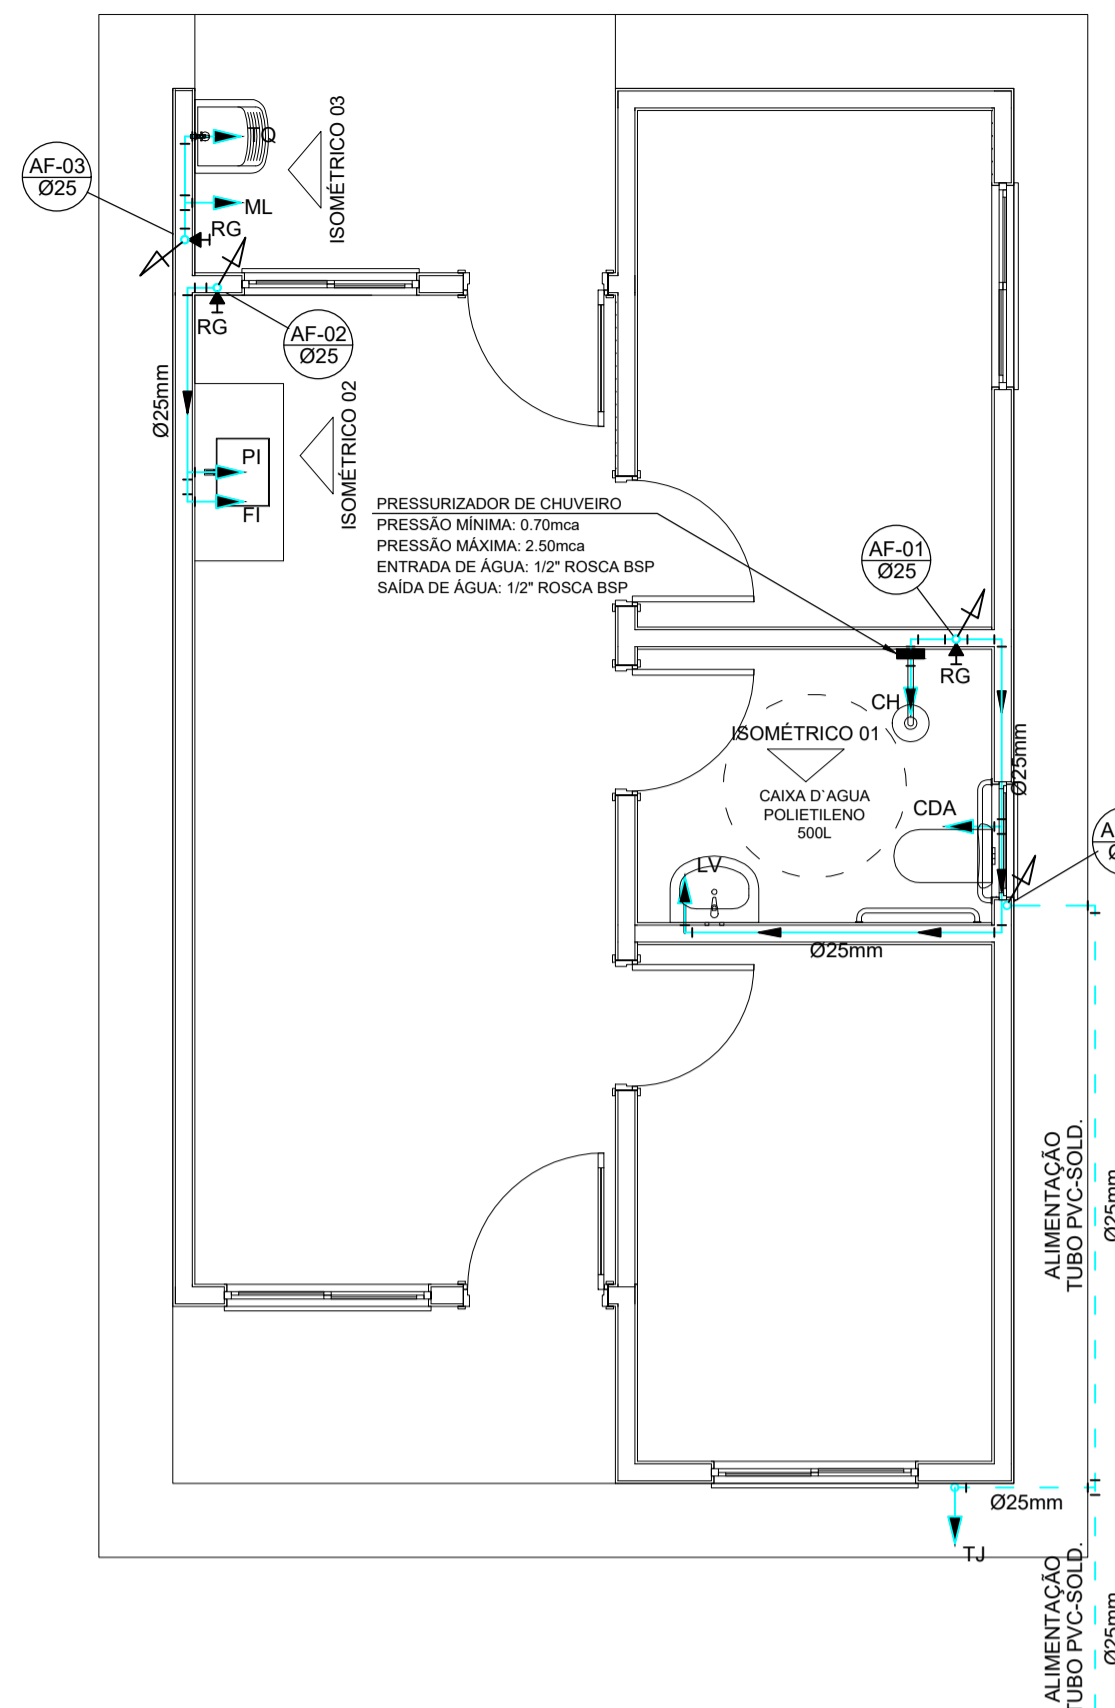 TQ
ISOMÉTRICO 03
AF-03
Ø25
ML
RG
RG
AF-02
Ø25
Ø25mm
ISOMÉTRICO 02
PI
FI
PRESSURIZADOR DE CHUVEIRO
PRESSÃO MÍNIMA: 0.70mca
PRESSÃO MÁXIMA: 2.50mca
ENTRADA DE ÁGUA: 1/2" ROSCA BSP
SAÍDA DE ÁGUA: 1/2" ROSCA BSP
AF-01
Ø25
RG
CH
ISOMÉTRICO 01
Ø25mm
CAIXA D`AGUA
POLIETILENO
500L
CDA
LV
Ø25mm
ALIMENTAÇÃO
TUBO PVC-SOLD.
Ø25mm
Ø25mm
TJ
ALIMENTAÇÃO
TUBO PVC-SOLD.
Ø25mm